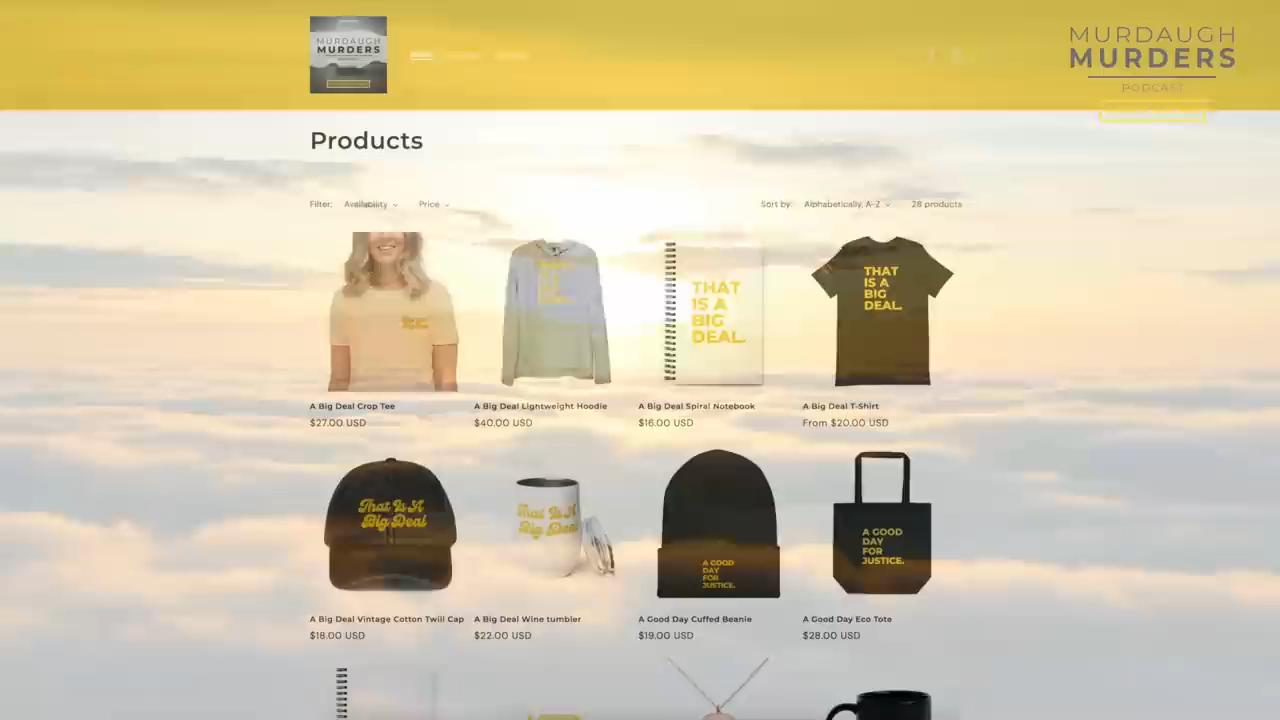 MURDAUGH
MURDERS
MURDAUGH
MURDERS
PODCAST
Products
Filter: Availability Price Sort by: Alphabetically, A-Z 28 products
THAT
IS A
BIG
DEAL.
THAT
IS A
BIG
DEAL.
A Big Deal Crop Tee
$27.00 USD
A Big Deal Lightweight Hoodie
$40.00 USD
A Big Deal Spiral Notebook
$16.00 USD
A Big Deal T-Shirt
From $20.00 USD
That Is A
Big Deal
That Is A
Big Deal
A GOOD
DAY
FOR
JUSTICE.
A GOOD
DAY
FOR
JUSTICE.
A Big Deal Vintage Cotton Twill Cap
$18.00 USD
A Big Deal Wine tumbler
$22.00 USD
A Good Day Cuffed Beanie
$19.00 USD
A Good Day Eco Tote
$28.00 USD